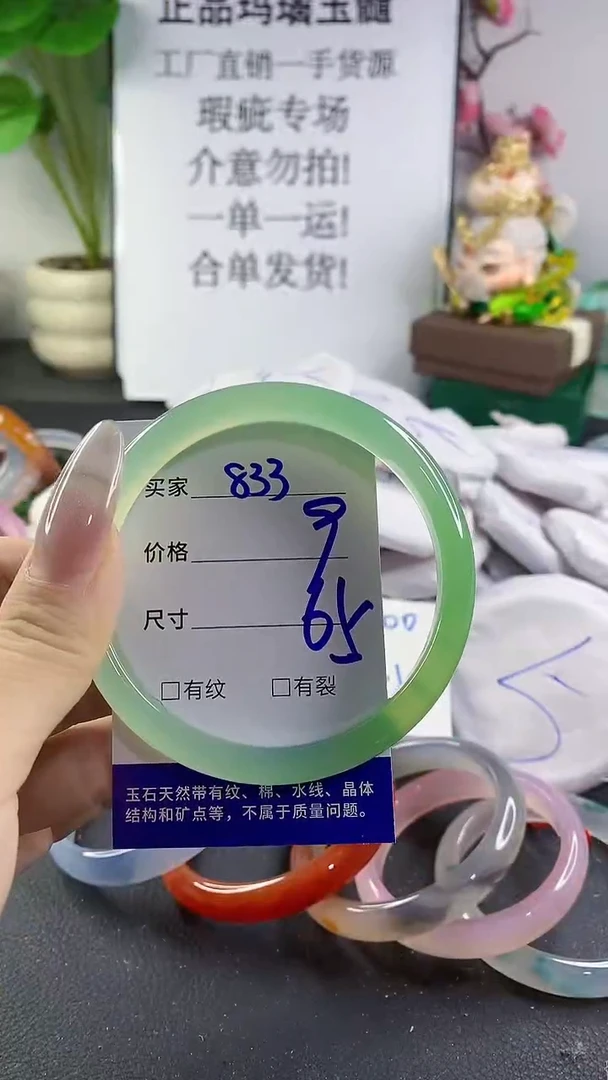 正品玛瑙玉髓
工厂直销一手货源
瑕疵专场
介意勿拍!
一单一运!
合单发货!
买家 833
价格 9
尺寸 65
□有纹 □有裂
玉石天然带有纹、棉、水线、晶体
结构和矿点等，不属于质量问题。